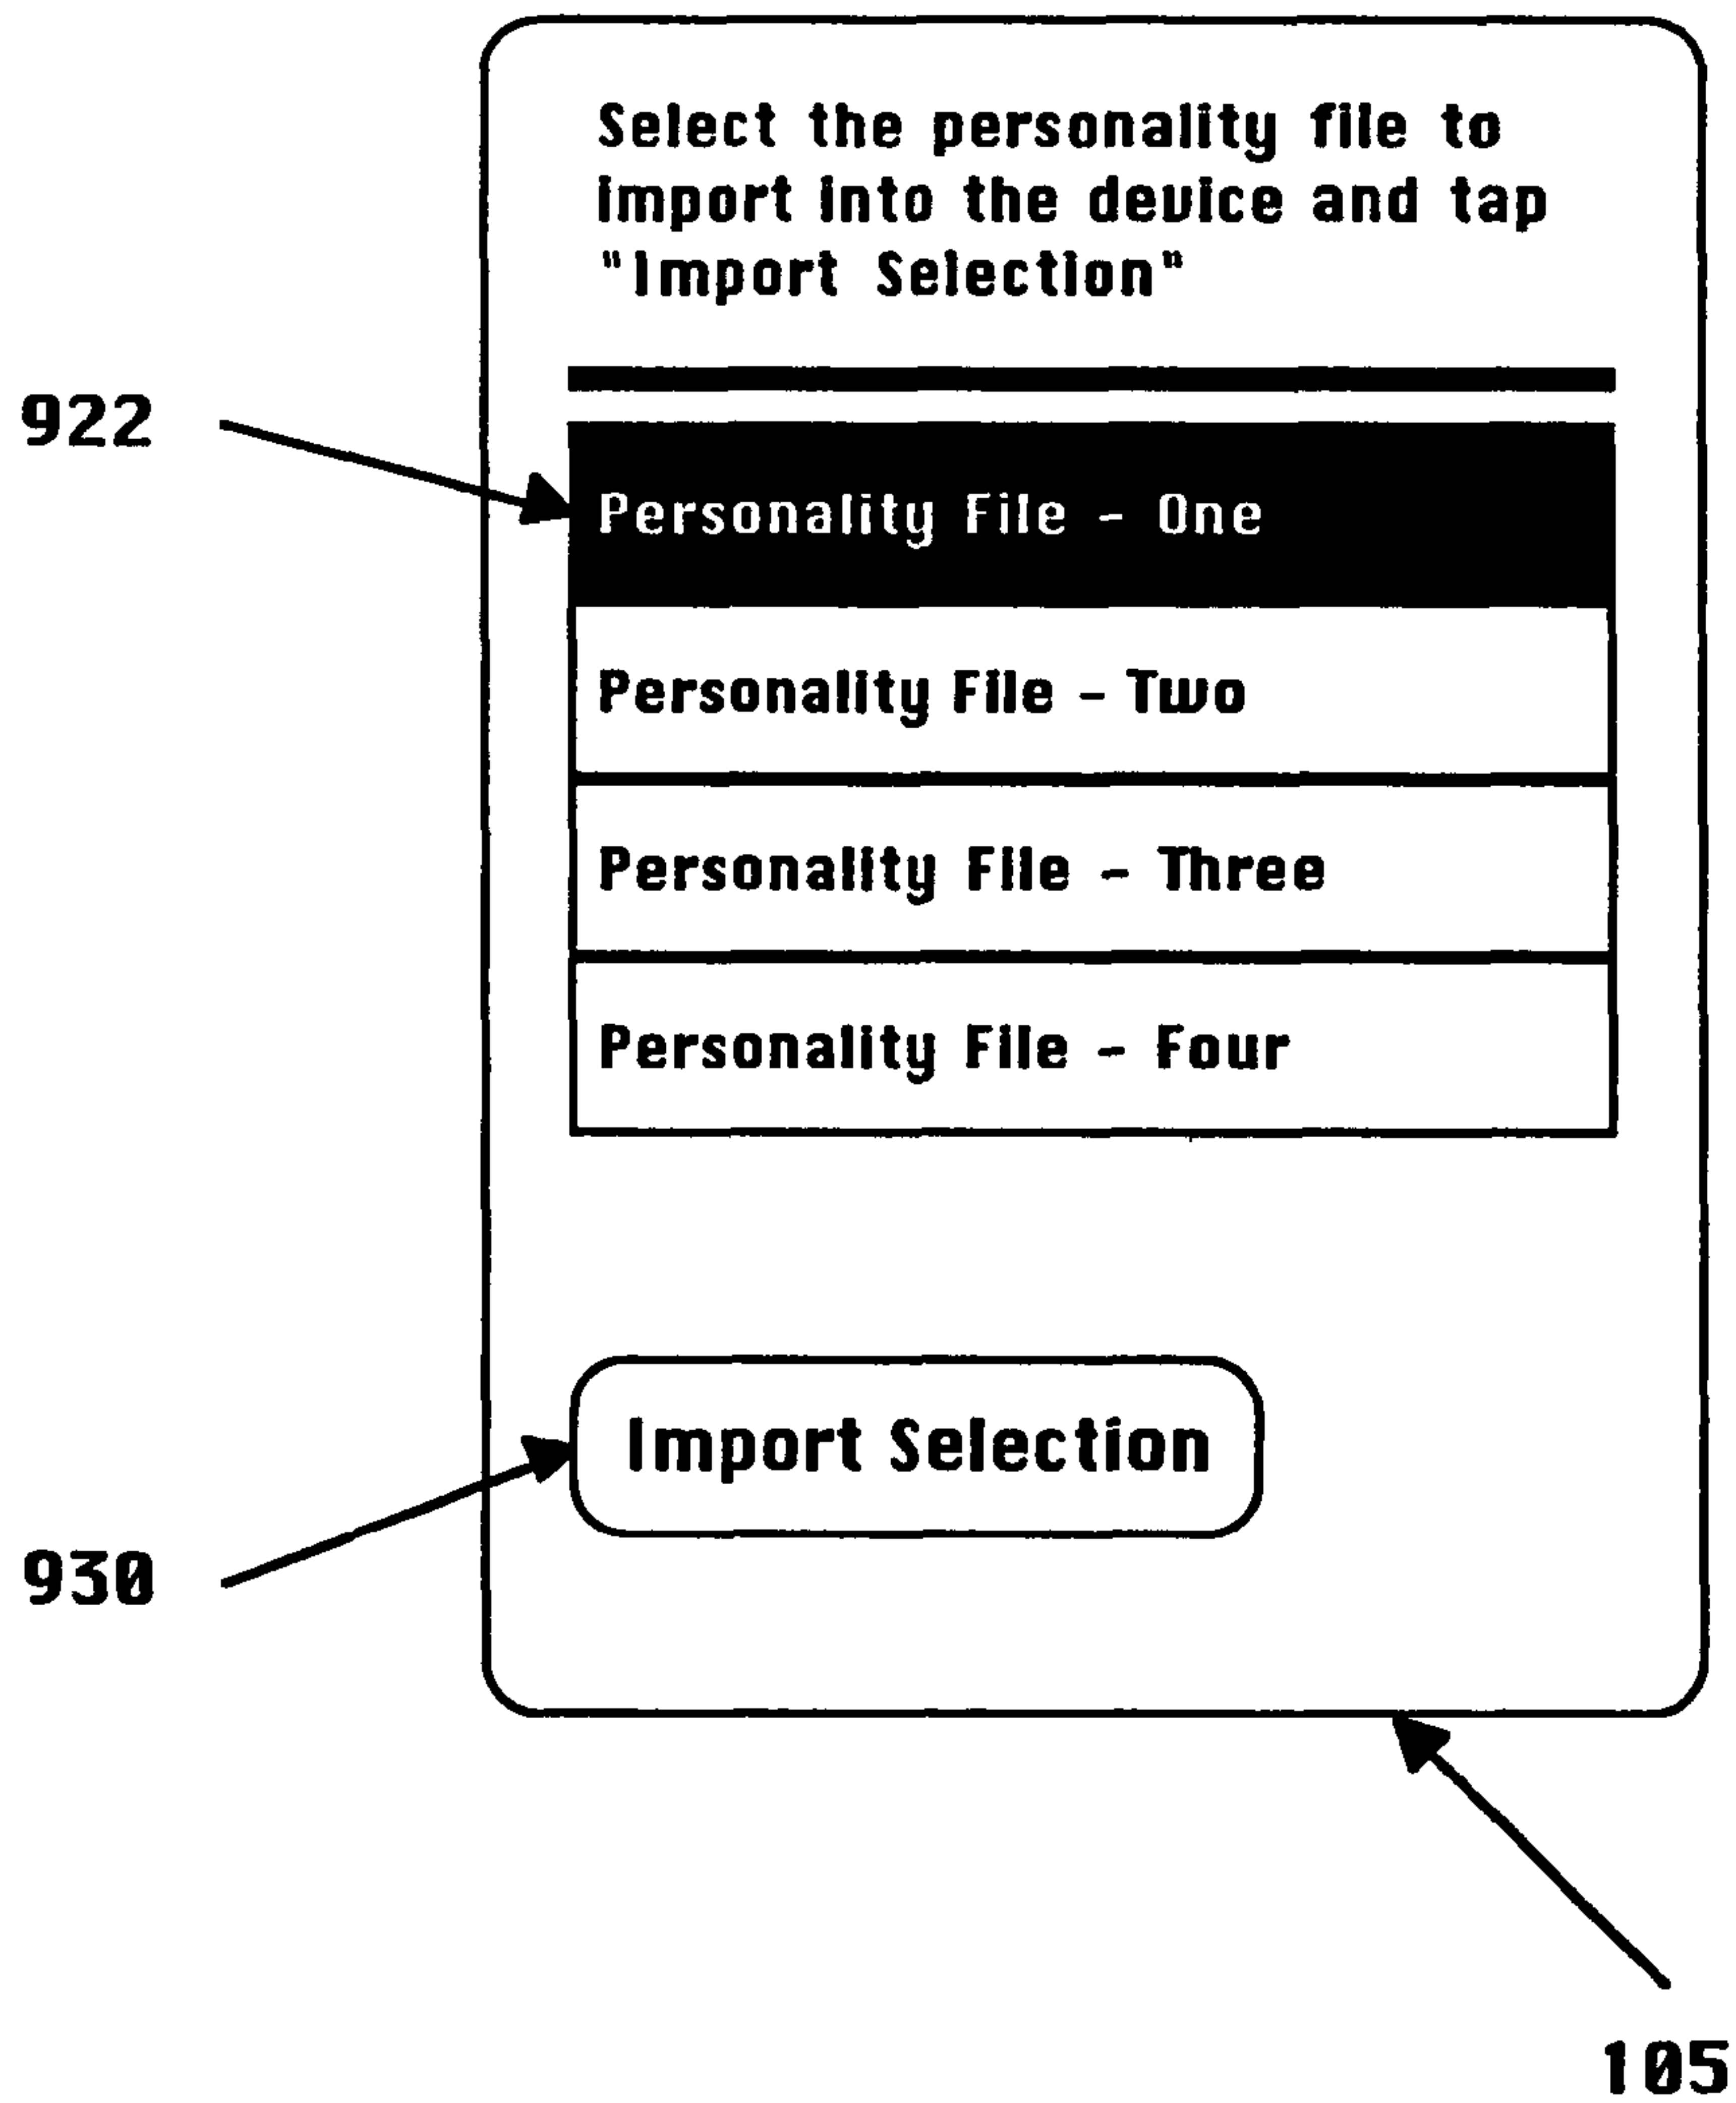 Select the personality file to
import into the device and tap
"Import Selection"
922
Personality File - One
Personality File - Two
Personality File - Three
Personality File - Four
Import Selection
930
105